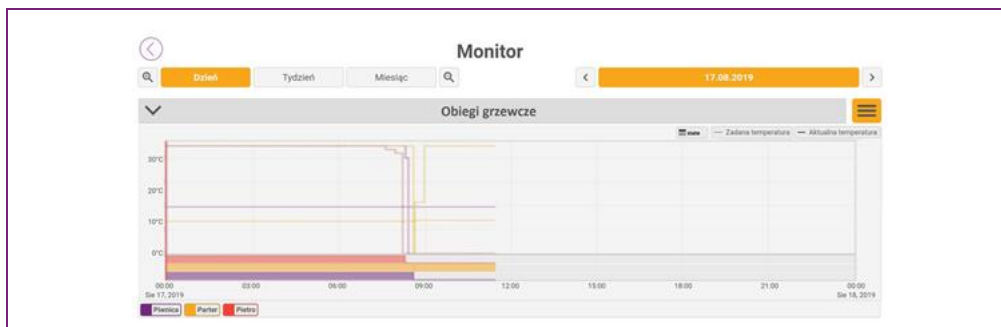 Monitor
Dzień Tydzień Miesiąc 17.08.2019
Obiegi grzewcze
Zadana temperatura Aktualna temperatura
30°C
20°C
10°C
0°C
00:00 03:00 06:00 09:00 12:00 15:00 18:00 21:00 00:00
Sie 17, 2019 Sie 18, 2019
Piwnica Parter Piętro